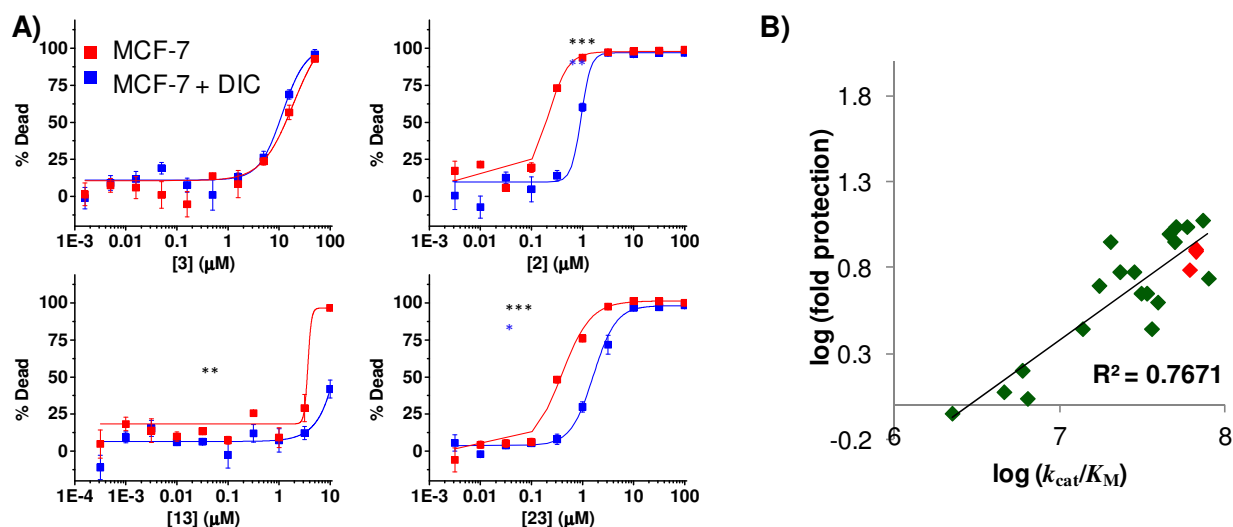 A)
MCF-7
MCF-7 + DIC
% Dead
100
75
50
25
0
1E-3 0.01 0.1 1 10 100
[3] (µM)
% Dead
100
75
50
25
0
***
**
1E-3 0.01 0.1 1 10 100
[2] (µM)
% Dead
100
75
50
25
0
**
1E-4 1E-3 0.01 0.1 1 10
[13] (µM)
% Dead
100
75
50
25
0
***
*
1E-3 0.01 0.1 1 10 100
[23] (µM)
B)
log (fold protection)
1.8
1.3
0.8
0.3
-0.2
R² = 0.7671
6 7 8
log (kcat/KM)